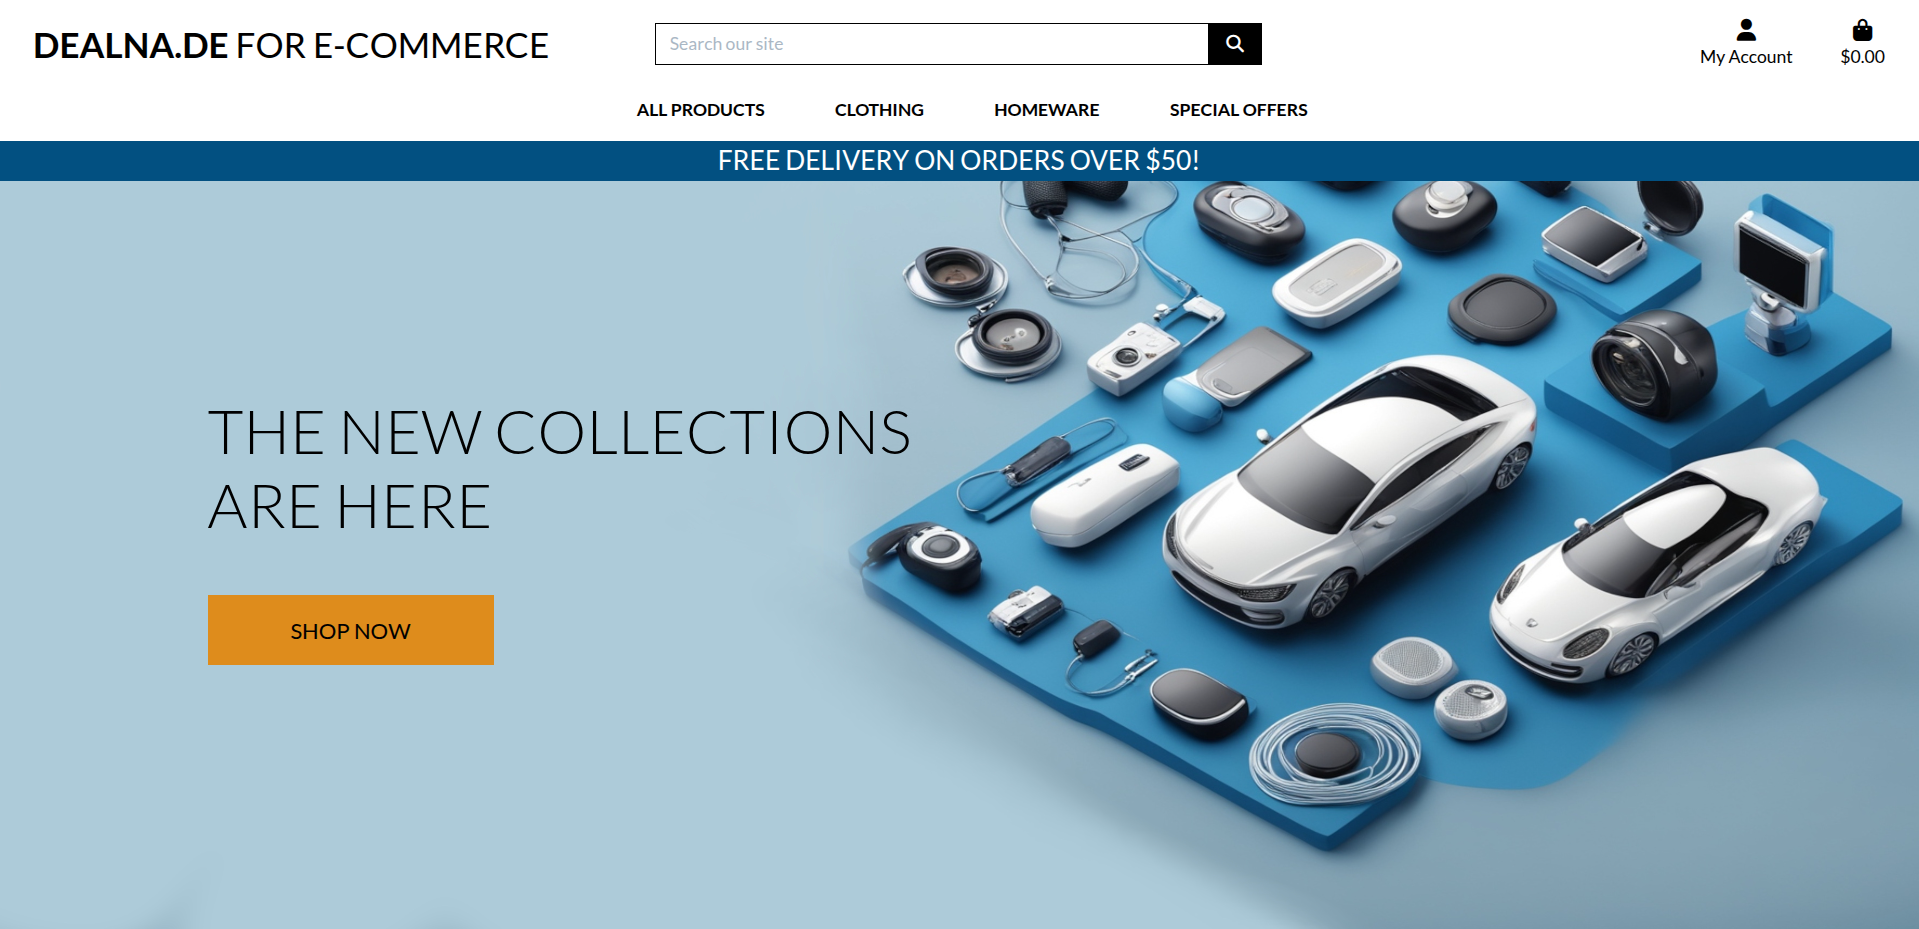 DEALNA.DE FOR E-COMMERCE
Search our site
My Account
$0.00
ALL PRODUCTS
CLOTHING
HOMEWARE
SPECIAL OFFERS
FREE DELIVERY ON ORDERS OVER $50!
THE NEW COLLECTIONS
ARE HERE
SHOP NOW